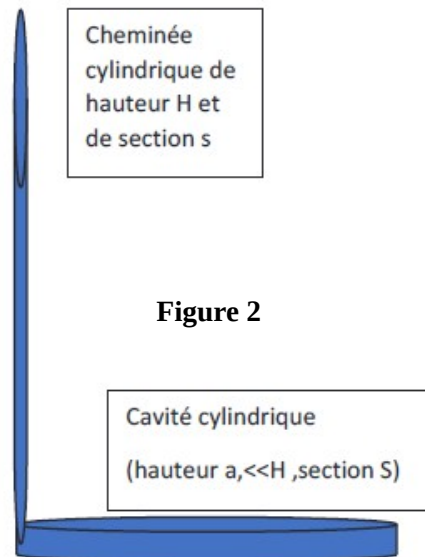 Cheminée
cylindrique de
hauteur H et
de section s
Figure 2
Cavité cylindrique
(hauteur a,<<H ,section S)